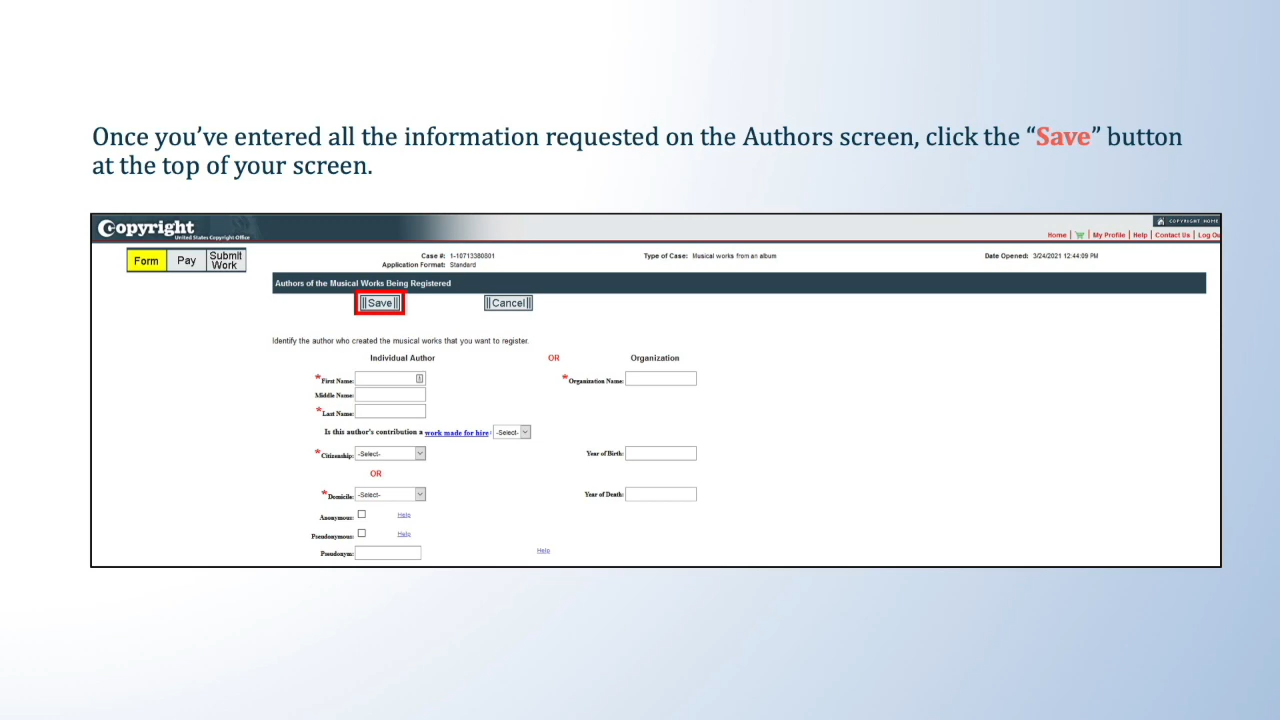 Once you’ve entered all the information requested on the Authors screen, click the “Save” button
at the top of your screen.
Copyright
United States Copyright Office
COPYRIGHT HOME
Home | My Profile | Help | Contact Us | Log Ou
Form Pay Submit Work
Case #: 1-10713380801 Type of Case: Musical works from an album Date Opened: 3/24/2021 12:44:09 PM
Application Format: Standard
Authors of the Musical Works Being Registered
||Save|| ||Cancel||
Identify the author who created the musical works that you want to register.
Individual Author OR Organization
*First Name: *Organization Name:
Middle Name:
*Last Name:
Is this author's contribution a work made for hire: -Select-
*Citizenship: -Select- Year of Birth:
OR
*Domicile: -Select- Year of Death:
Anonymous: Help
Pseudonymous: Help
Pseudonym: Help